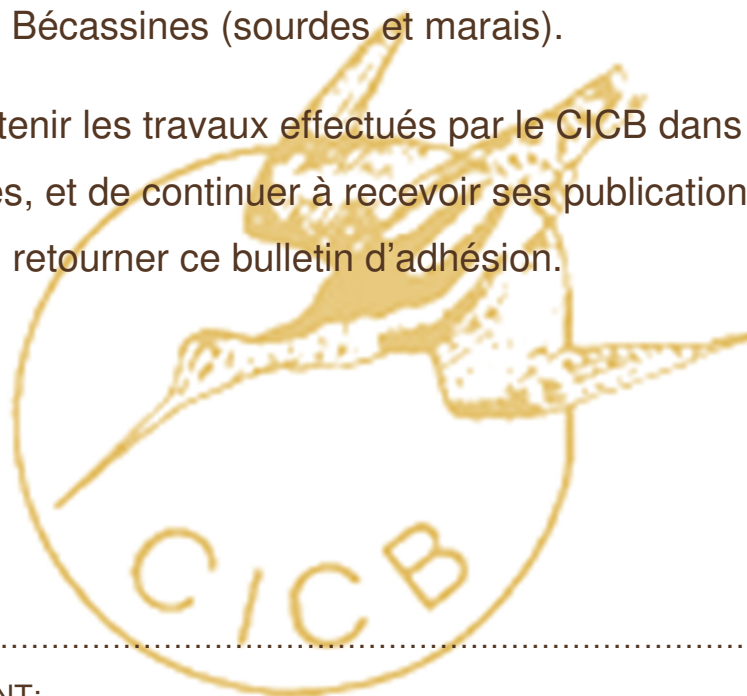 Bécassines (sourdes et marais).
tenir les travaux effectués par le CICB dans
es, et de continuer à recevoir ses publication
retourner ce bulletin d'adhésion.
CICB
................................................................................
NT: